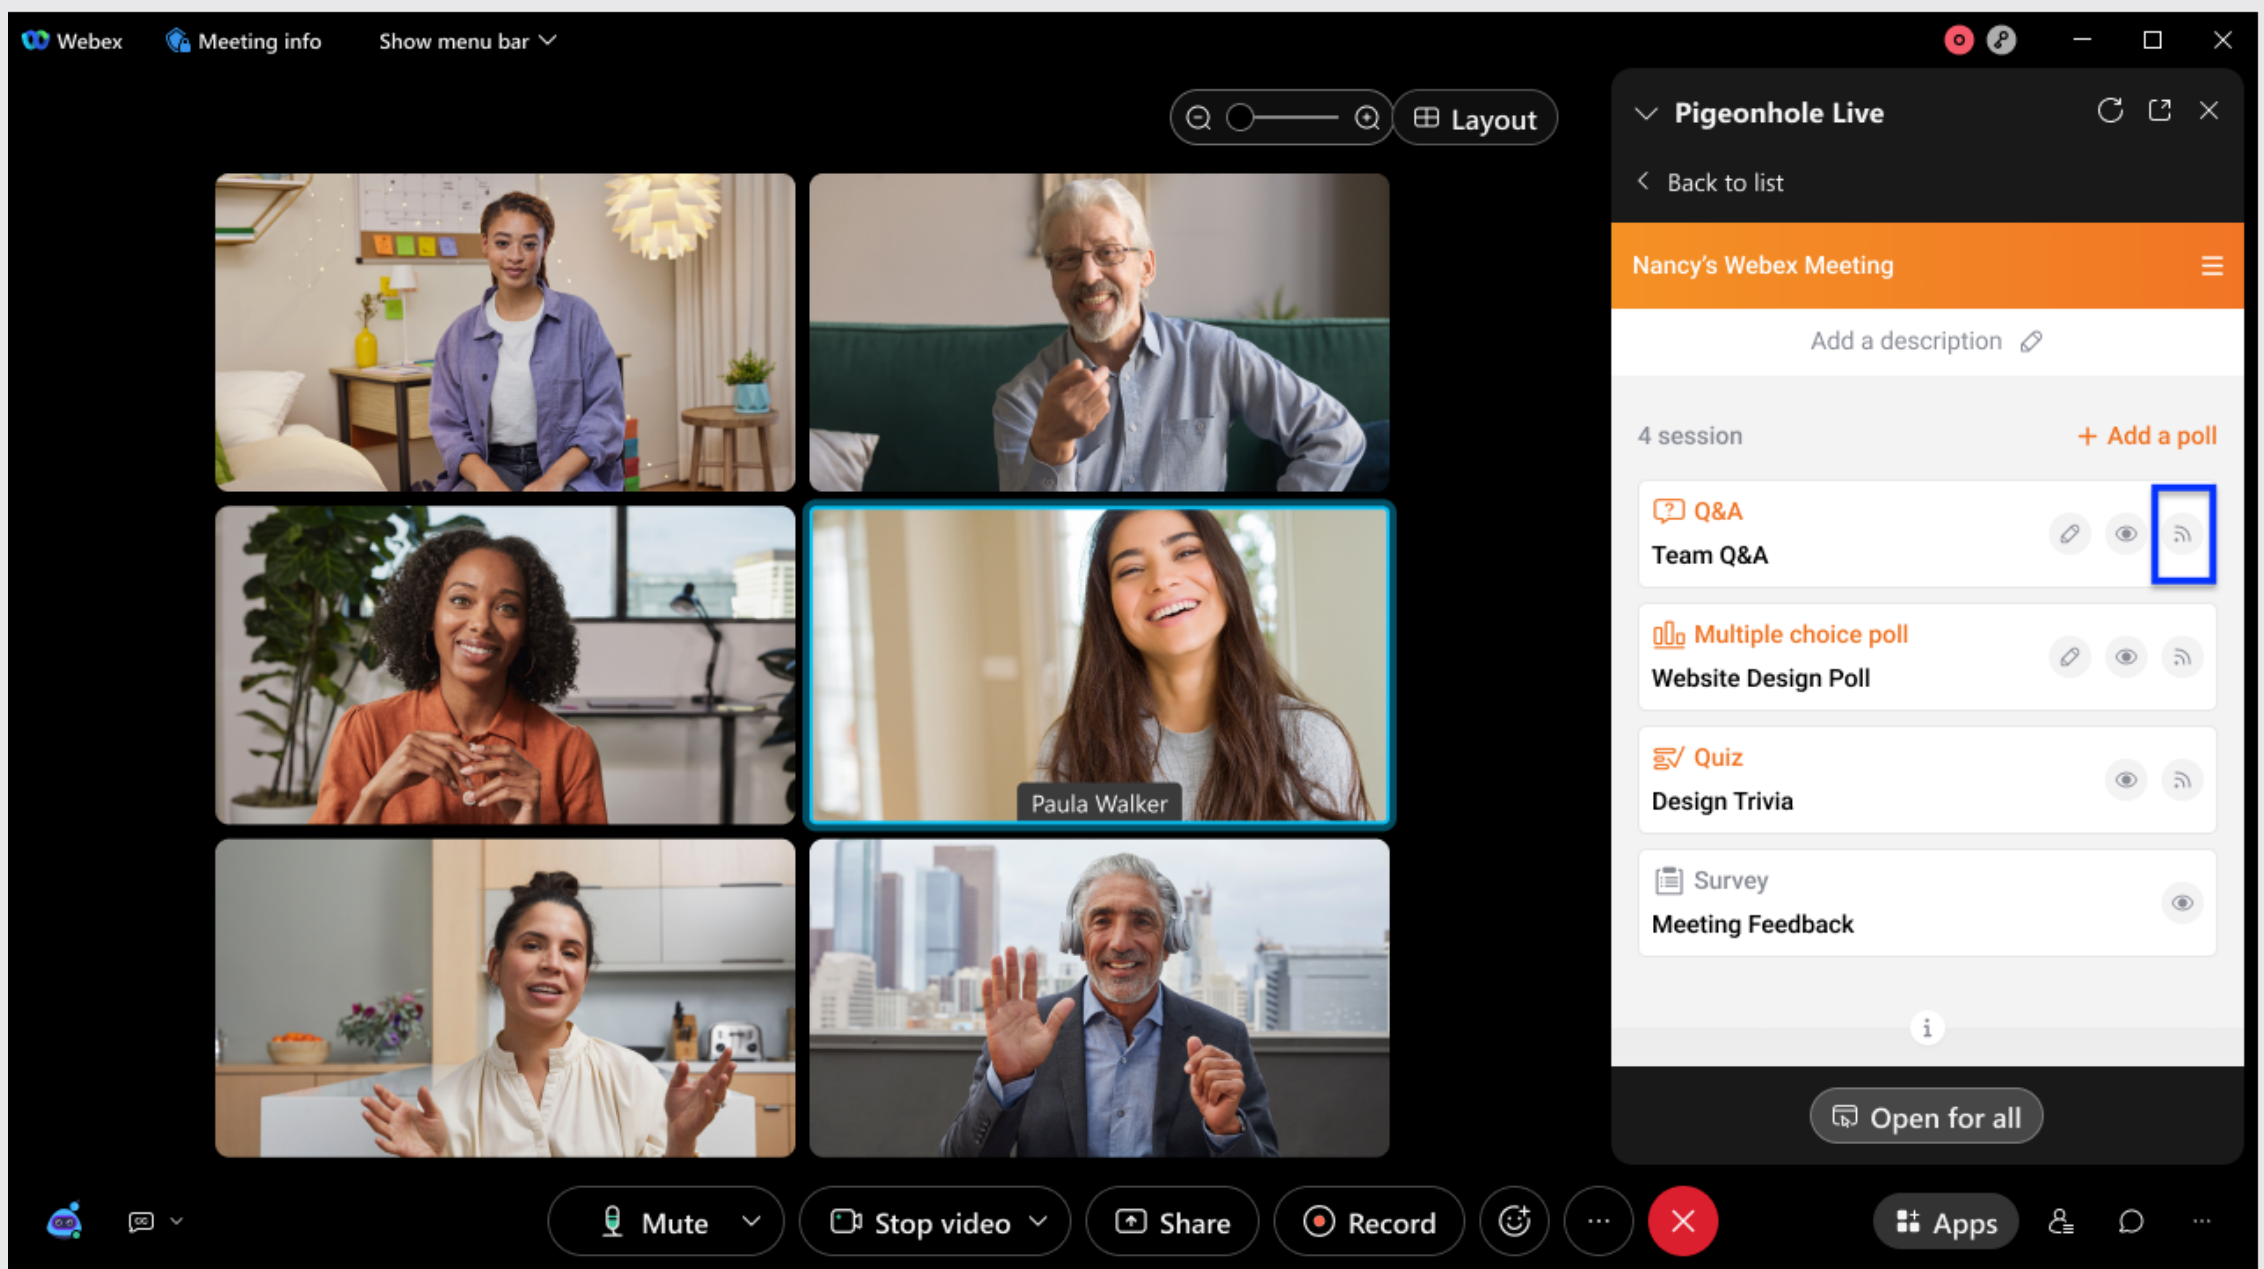 Webex
Meeting info
Show menu bar
Layout
Pigeonhole Live
Back to list
Nancy's Webex Meeting
Add a description
4 session
+ Add a poll
Q&A
Team Q&A
Multiple choice poll
Website Design Poll
Quiz
Design Trivia
Survey
Meeting Feedback
Open for all
Paula Walker
CC
Mute
Stop video
Share
Record
Apps